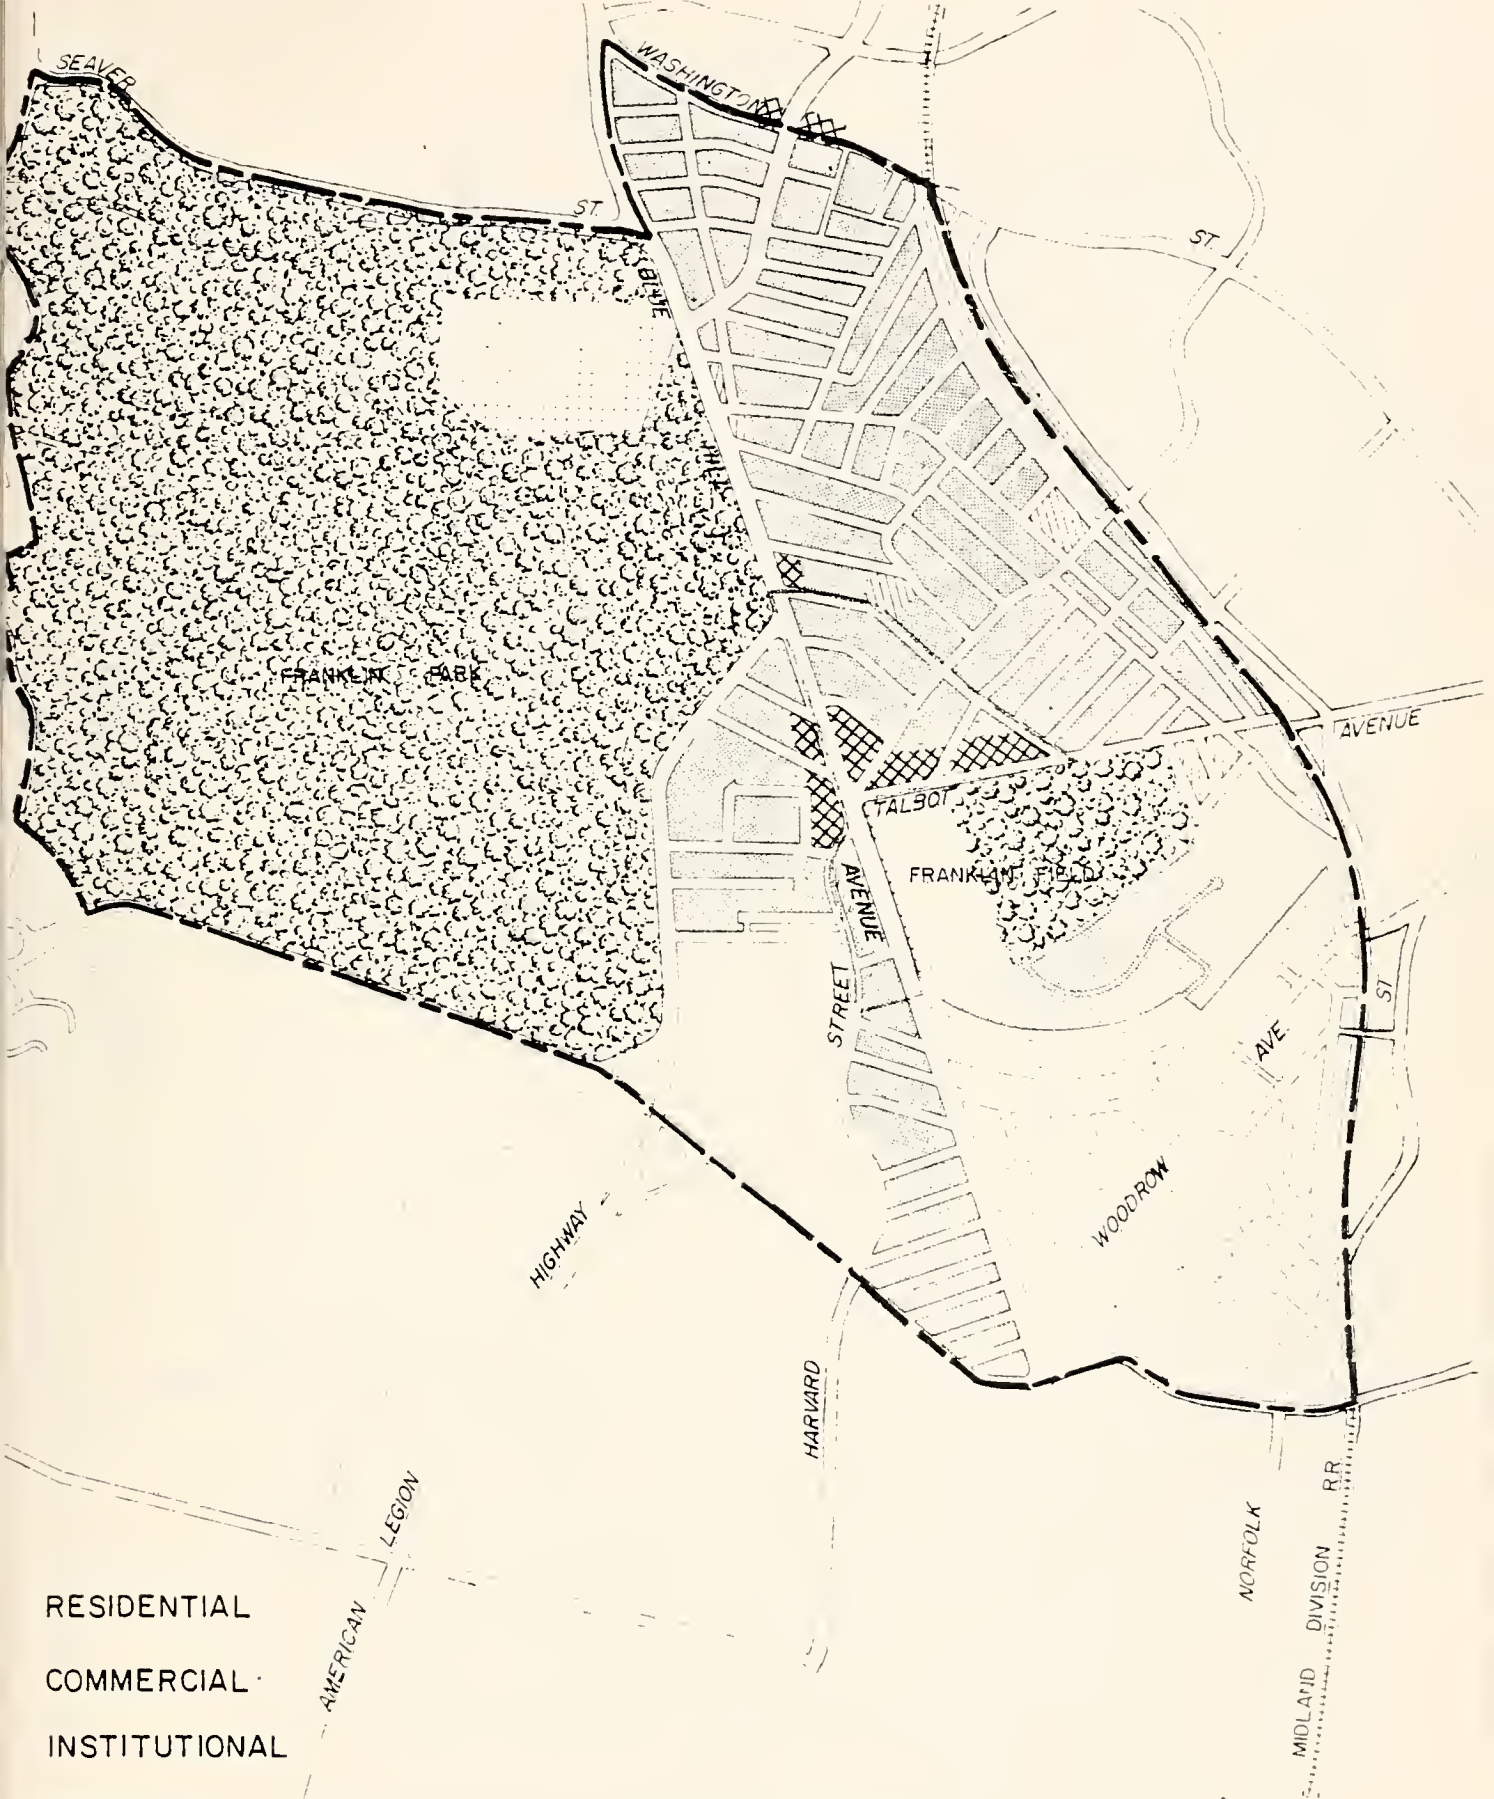 SEAVER
WASHINGTON
ST.
ST.
BLUE
HILL
FRANKLIN PARK
AVENUE
TALBOT
FRANKLIN FIELD
AVENUE
STREET
ST
AVE.
WOODROW
HIGHWAY
HARVARD
LEGION
AMERICAN
NORFOLK
MIDLAND DIVISION R.R.
RESIDENTIAL
COMMERCIAL
INSTITUTIONAL